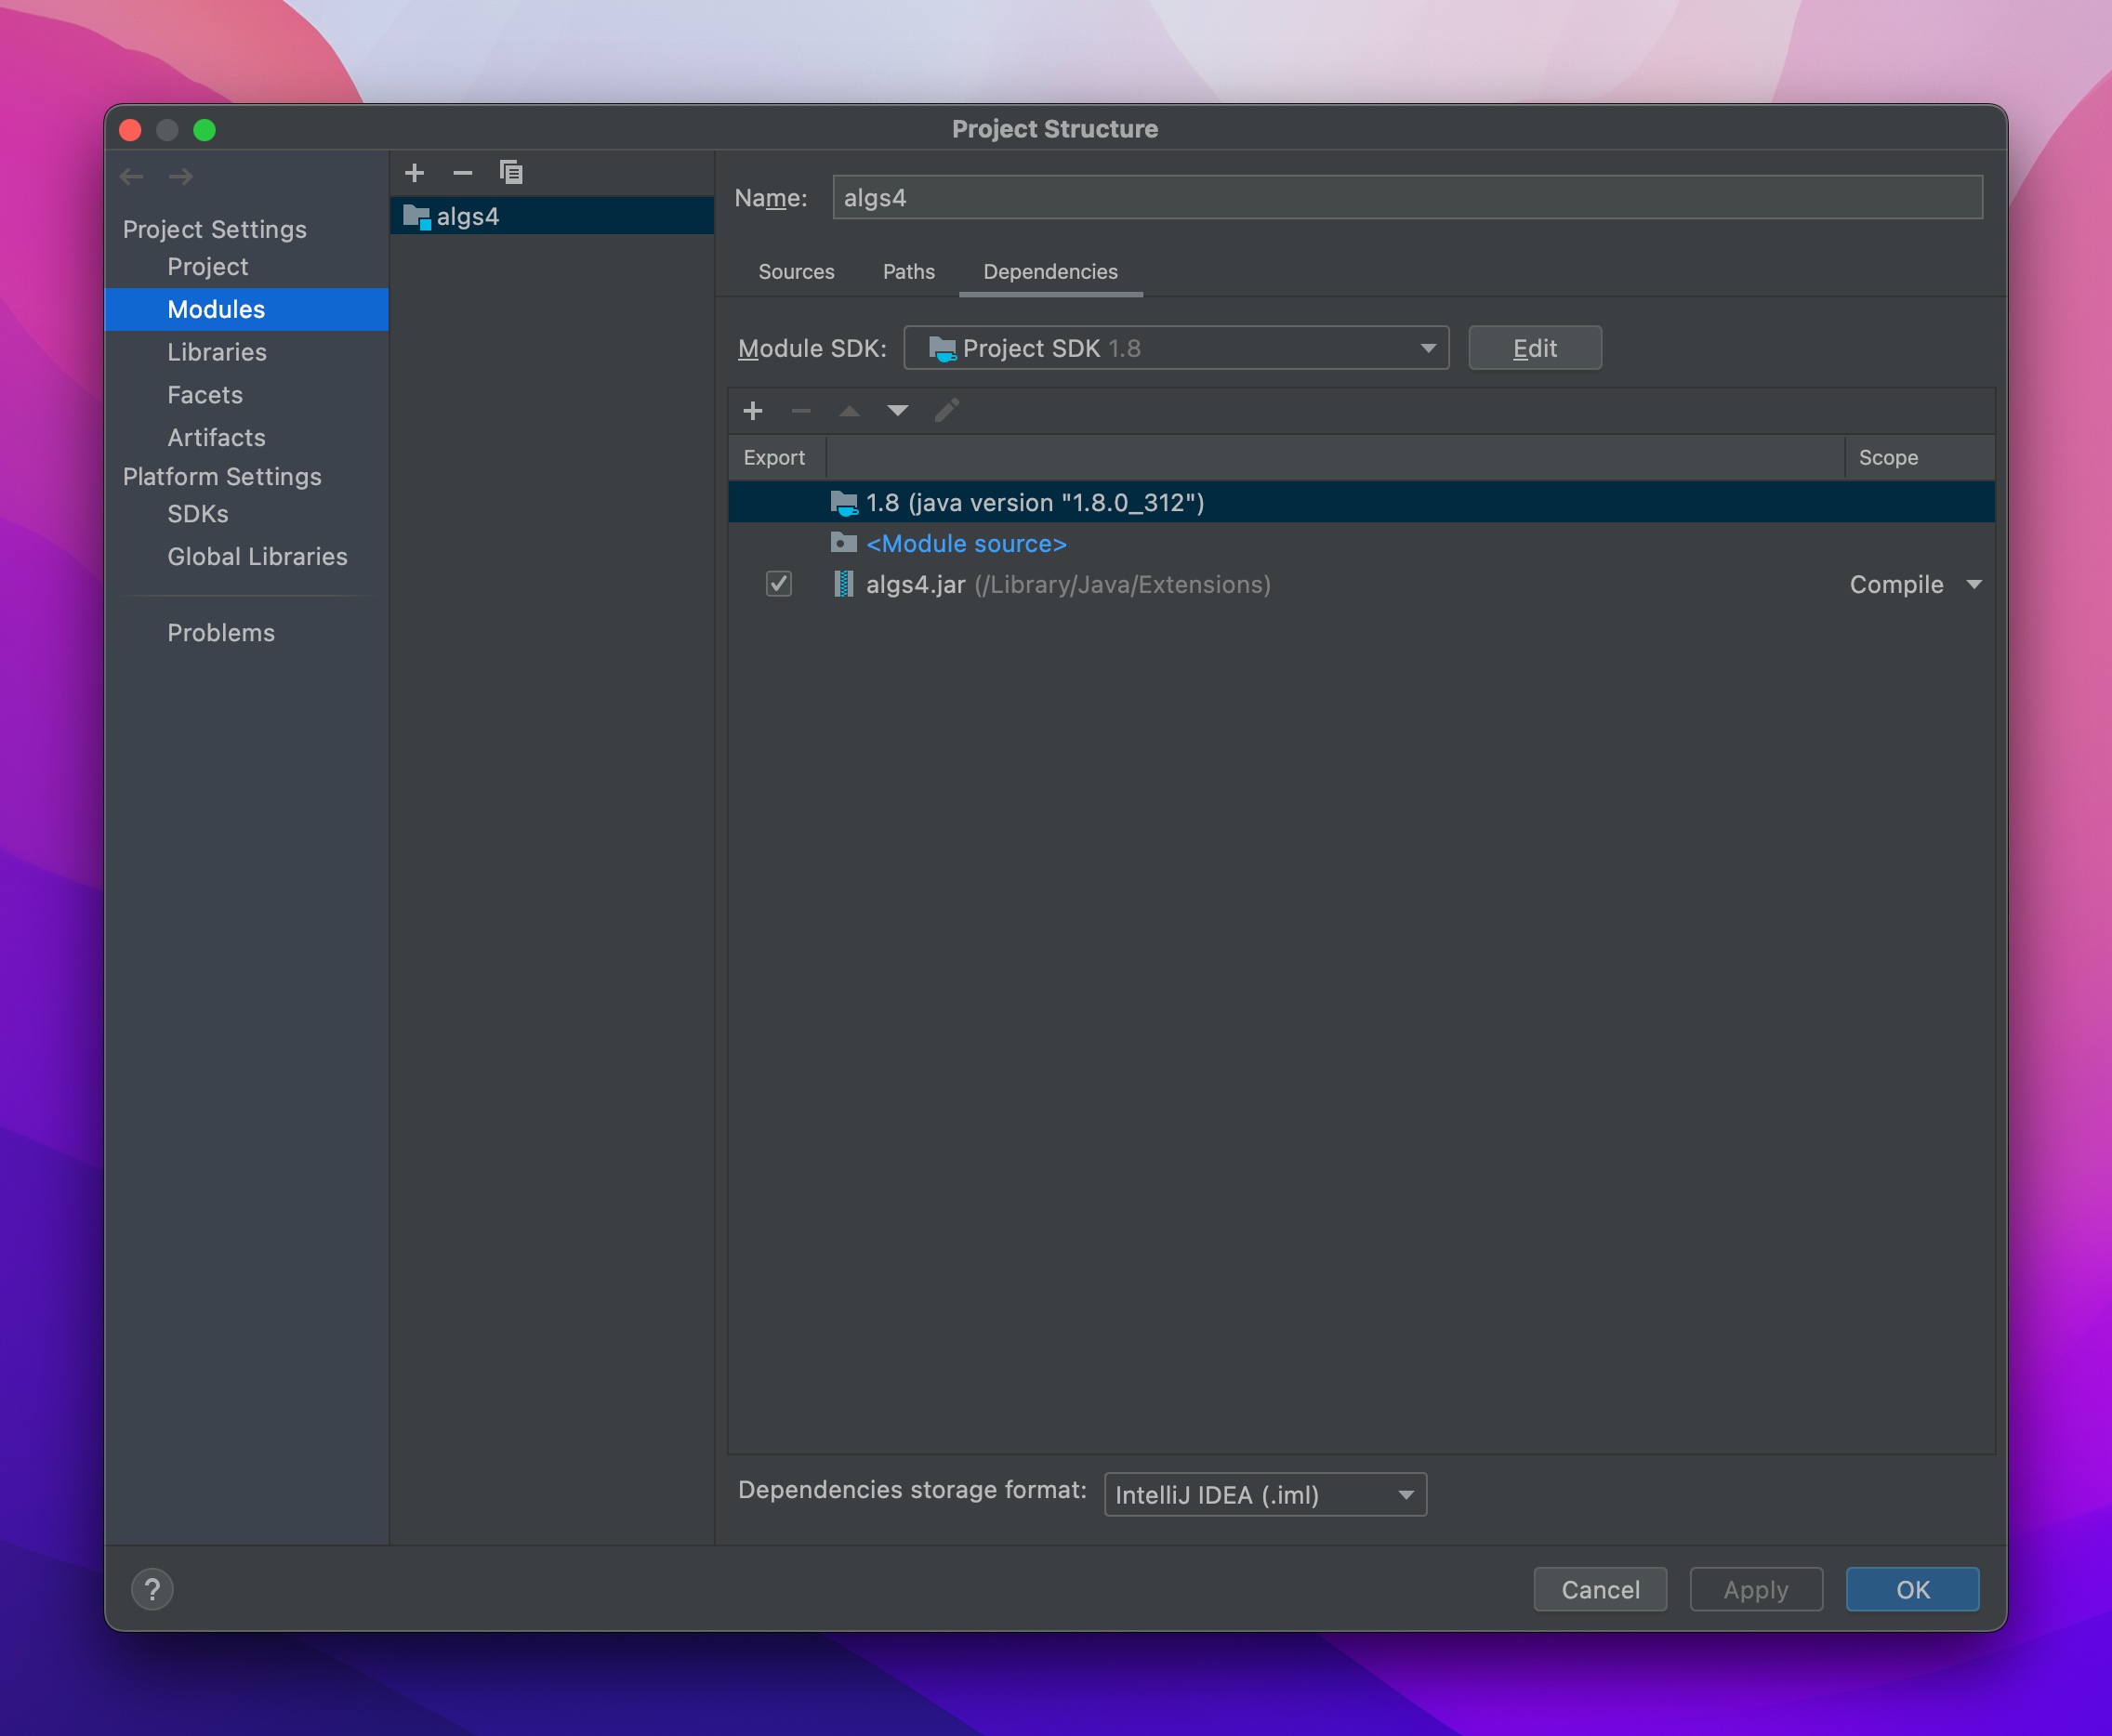 Project Structure
Project Settings
Project
Modules
Libraries
Facets
Artifacts
Platform Settings
SDKs
Global Libraries
Problems
algs4
Name: algs4
Sources Paths Dependencies
Module SDK: Project SDK 1.8 Edit
Export Scope
1.8 (java version "1.8.0_312")
<Module source>
algs4.jar (/Library/Java/Extensions) Compile
Dependencies storage format: IntelliJ IDEA (.iml)
? Cancel Apply OK